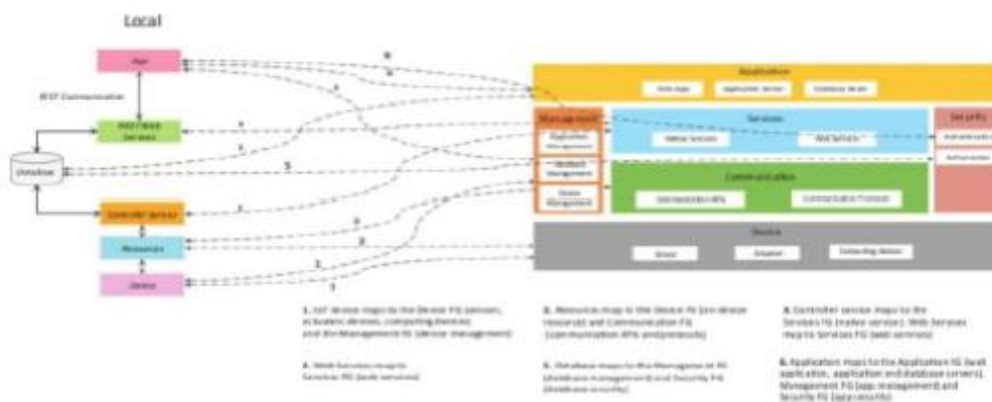 Local
App
REST Communication
REST/Web
Services
Database
Controller Service
Resources
Device
6
5
3
2
Application
Web App
Application Server
Database Server
Management
Application
Management
Database
Management
Device
Management
Services
Native Services
Web Services
Security
Authentication
Authorization
Communication
Communication APIs
Communication Protocols
Device
Sensor
Actuator
Computing Device
1. IoT device maps to the Device FG (sensors,
actuators devices, computing devices)
and the Management FG (device management)
2. Resources map to the Device FG (on-device
resource) and Communication FG
(communication APIs and protocols)
3. Controller service maps to the
Services FG (native service). Web Services
map to Services FG (web services)
4. Web Services map to
Services FG (web services)
5. Database maps to the Management FG
(database management) and Security FG
(database security)
6. Application maps to the Application FG (web
application, application and database servers),
Management FG (app management) and
Security FG (app security)